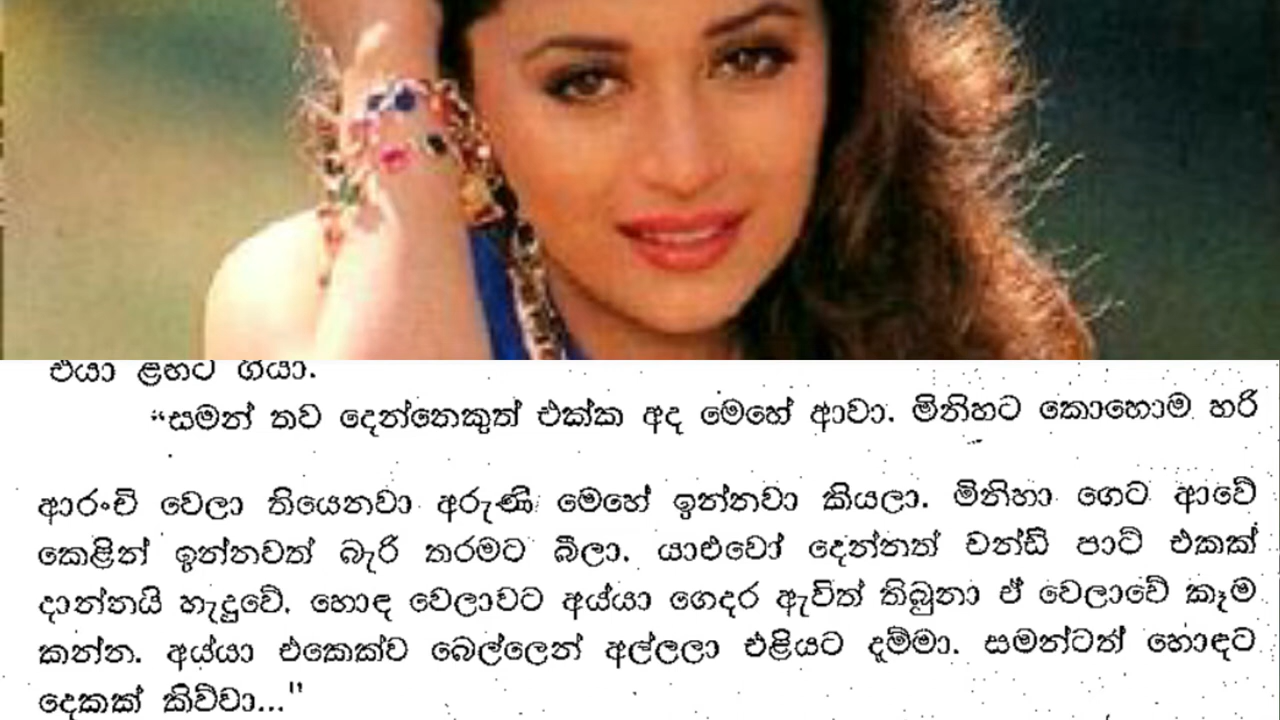 එයා ළඟට ගියා.
“සමන් තව දෙන්නෙකුත් එක්ක අද මෙහේ ආවා. මිනිහට කොහොම හරි
ආරංචි වෙලා තියෙනවා අරුණි මෙහේ ඉන්නවා කියලා. මිනිහා ගෙට ආවේ
කෙළින් ඉන්නවත් බැරි තරමට බීලා. යාළුවෝ දෙන්නත් චන්ඩි පාට් එකක්
දාන්නයි හැදුවේ. හොඳ වෙලාවට අය්යා ගෙදර ඇවිත් තිබුනා ඒ වෙලාවේ කෑම
කන්න. අය්යා එකෙක්ව බෙල්ලෙන් අල්ලලා එළියට දැම්මා. සමන්ටත් හොඳට
දෙකක් කිව්වා..."